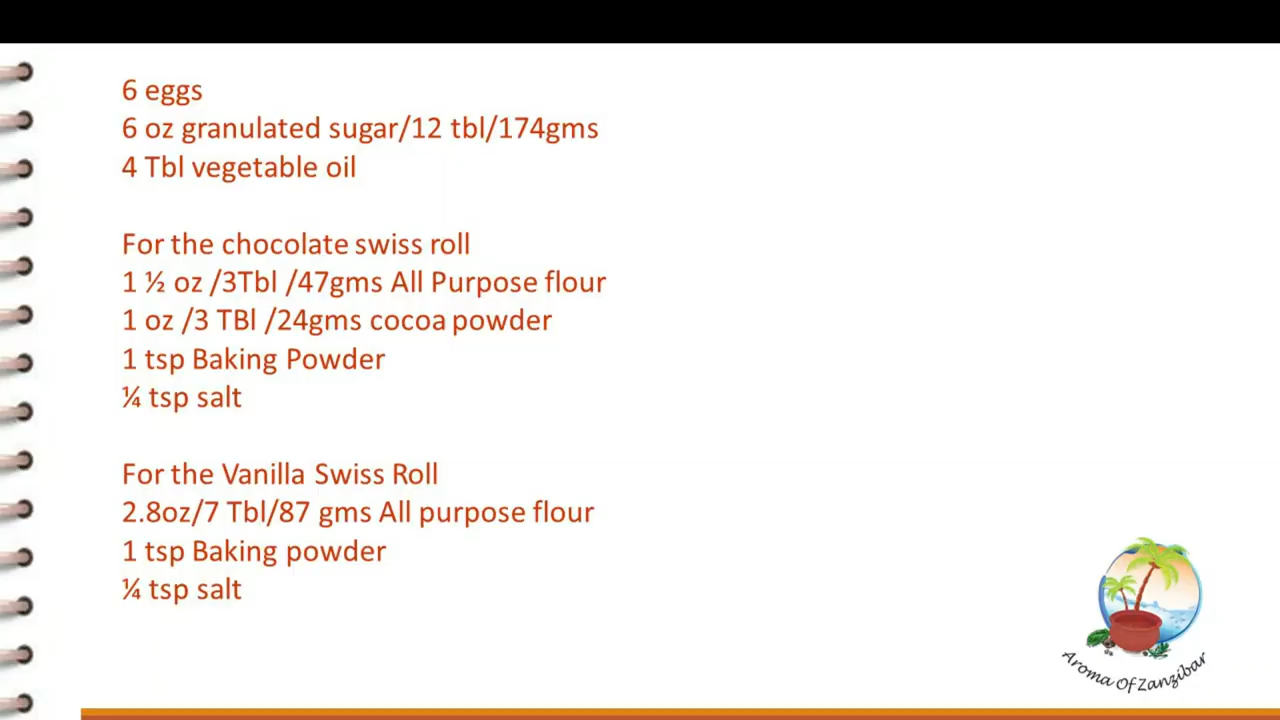 6 eggs
6 oz granulated sugar/12 tbl/174gms
4 Tbl vegetable oil
For the chocolate swiss roll
1 ½ oz /3Tbl /47gms All Purpose flour
1 oz /3 TBl /24gms cocoa powder
1 tsp Baking Powder
¼ tsp salt
For the Vanilla Swiss Roll
2.8oz/7 Tbl/87 gms All purpose flour
1 tsp Baking powder
¼ tsp salt
Aroma Of Zanzibar